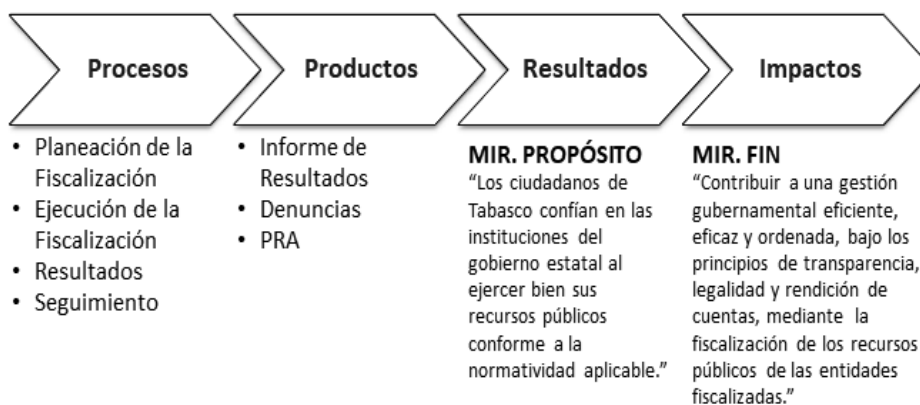 Procesos
Productos
Resultados
Impactos
• Planeación de la
Fiscalización
• Ejecución de la
Fiscalización
• Resultados
• Seguimiento
• Informe de
Resultados
• Denuncias
• PRA
MIR. PROPÓSITO
“Los ciudadanos de
Tabasco confían en las
instituciones del
gobierno estatal al
ejercer bien sus
recursos públicos
conforme a la
normatividad aplicable.”
MIR. FIN
“Contribuir a una gestión
gubernamental eficiente,
eficaz y ordenada, bajo los
principios de transparencia,
legalidad y rendición de
cuentas, mediante la
fiscalización de los recursos
públicos de las entidades
fiscalizadas.”